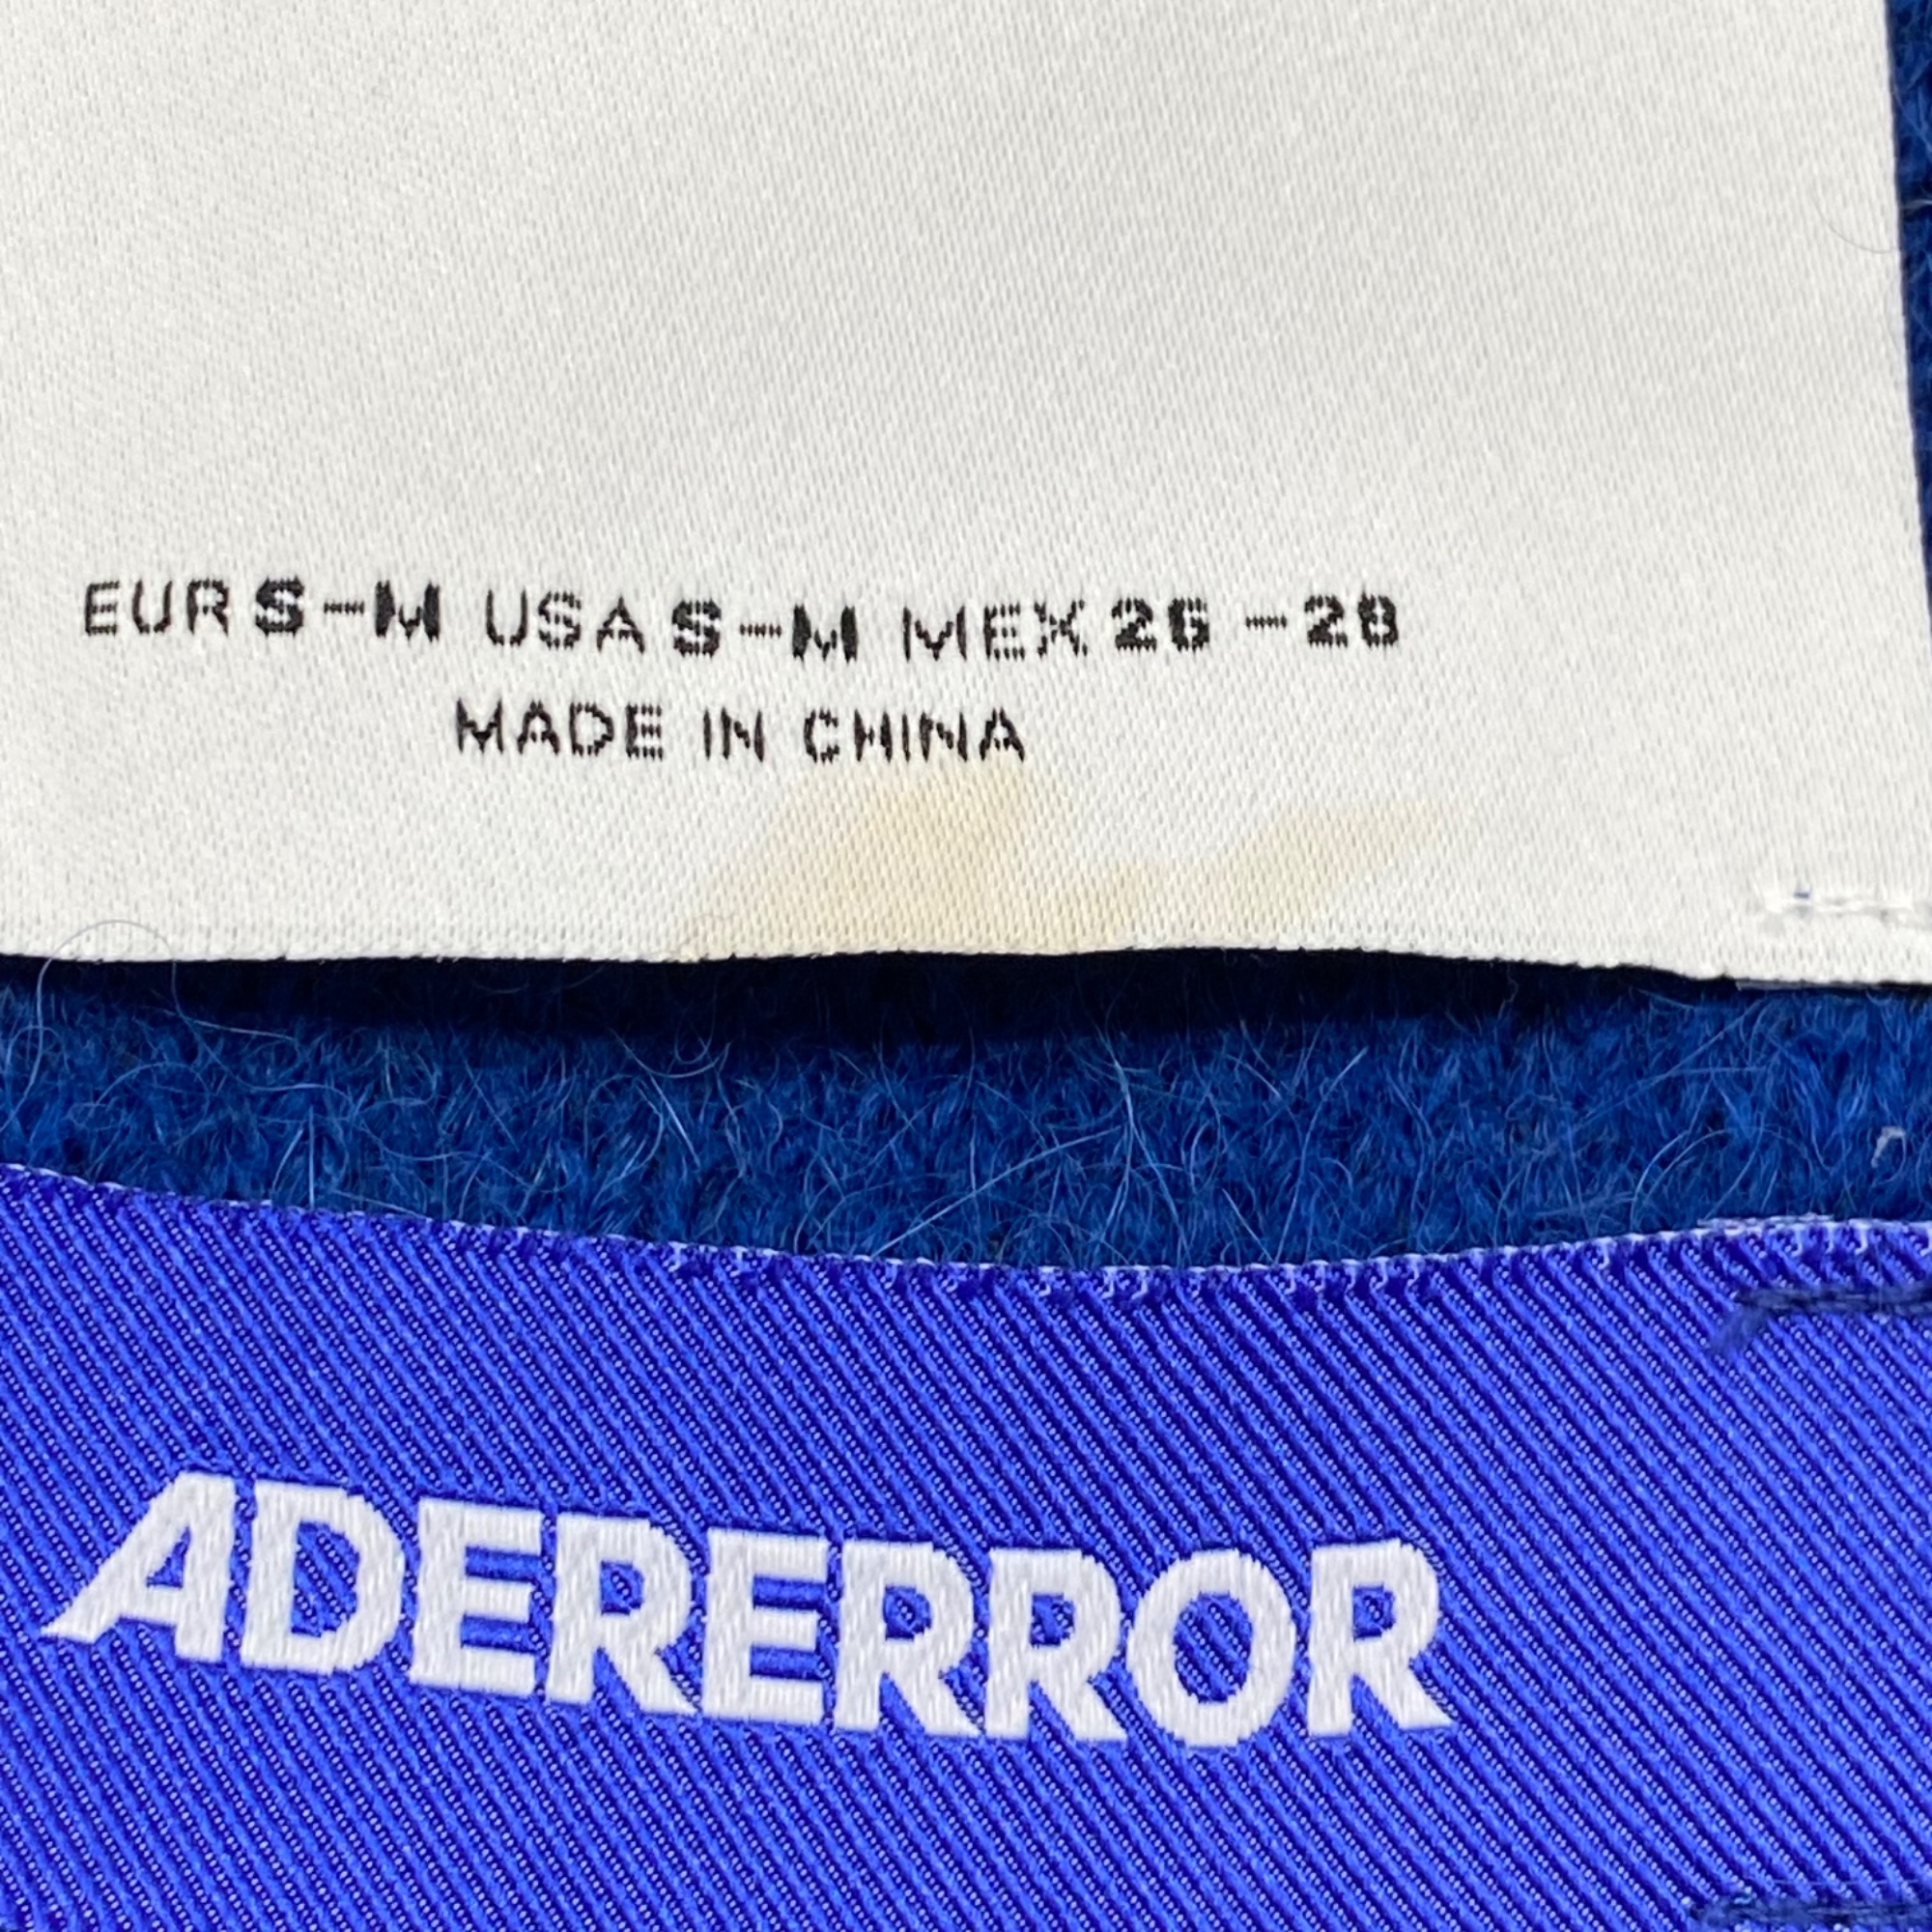 EUR S-M USA S-M MEX 26-28
MADE IN CHINA
ADERERROR